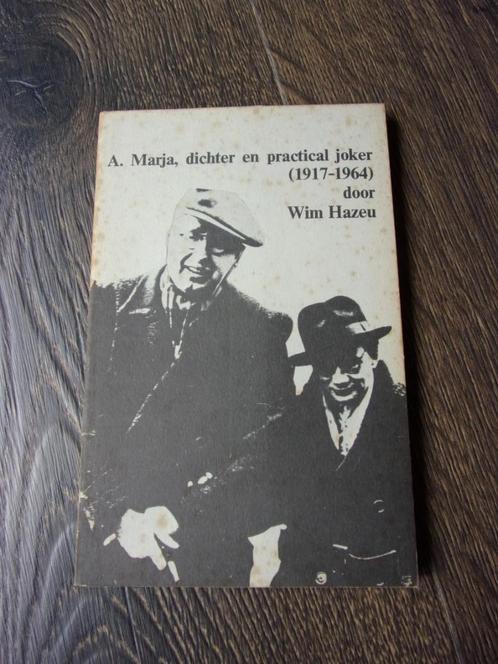 A. Marja, dichter en practical joker
(1917-1964)
door
Wim Hazeu